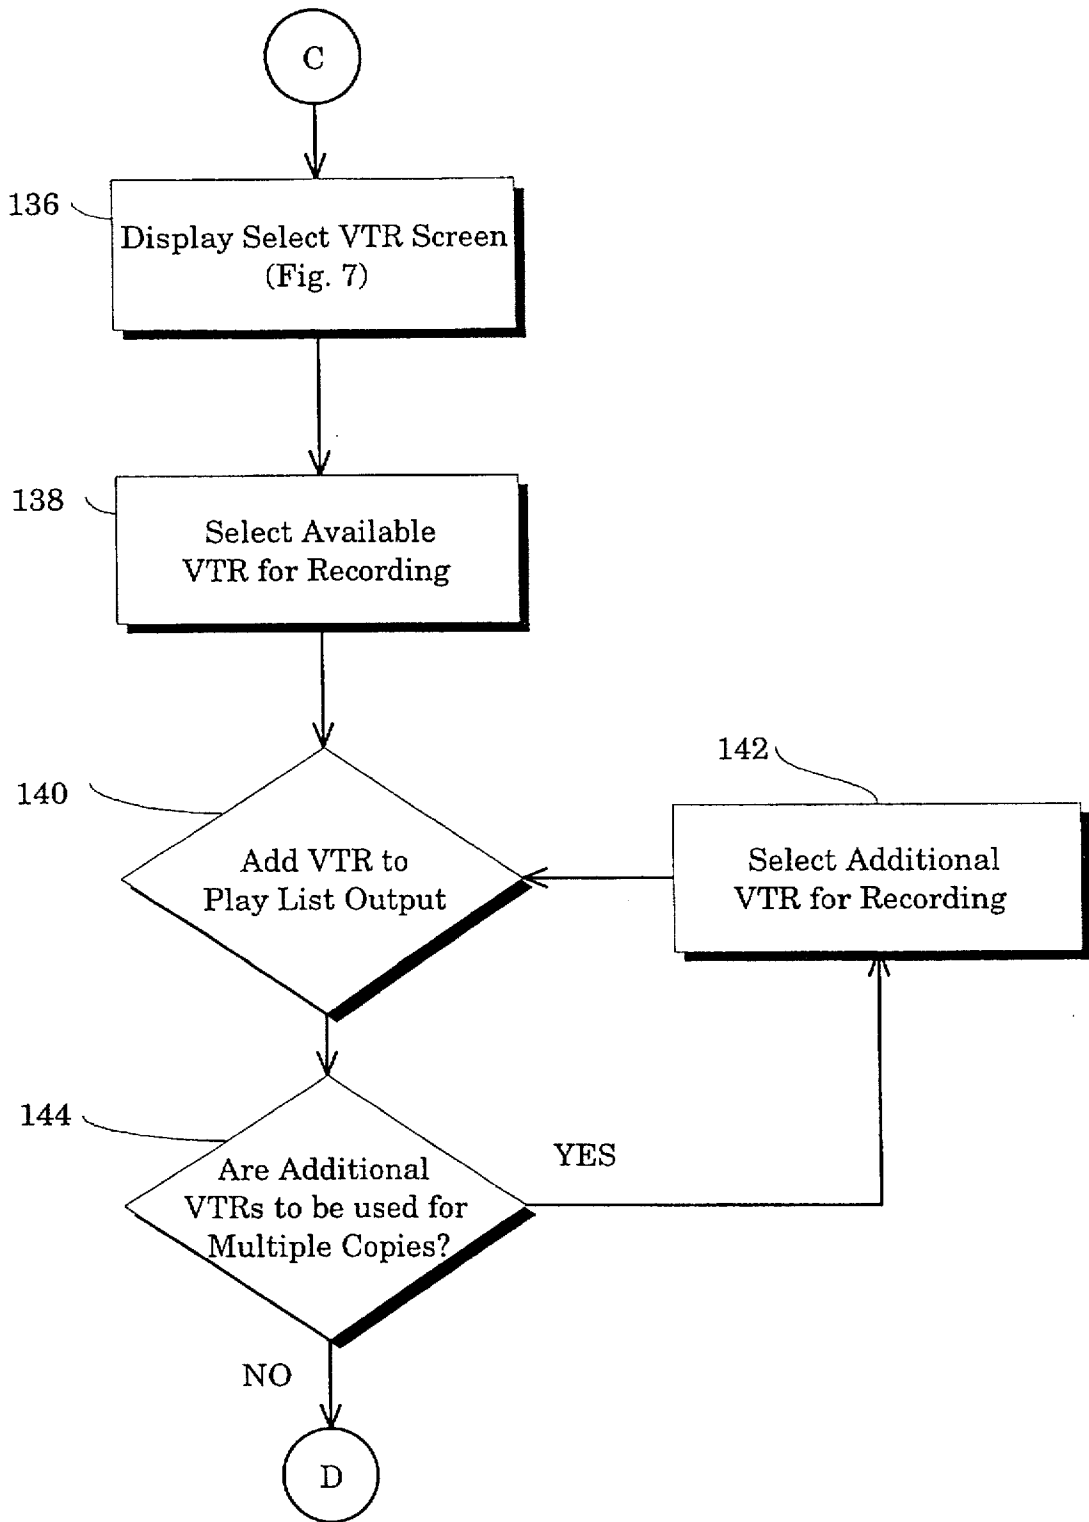 C
136
Display Select VTR Screen
(Fig. 7)
138
Select Available
VTR for Recording
140
Add VTR to
Play List Output
142
Select Additional
VTR for Recording
144
Are Additional
VTRs to be used for
Multiple Copies?
YES
NO
D